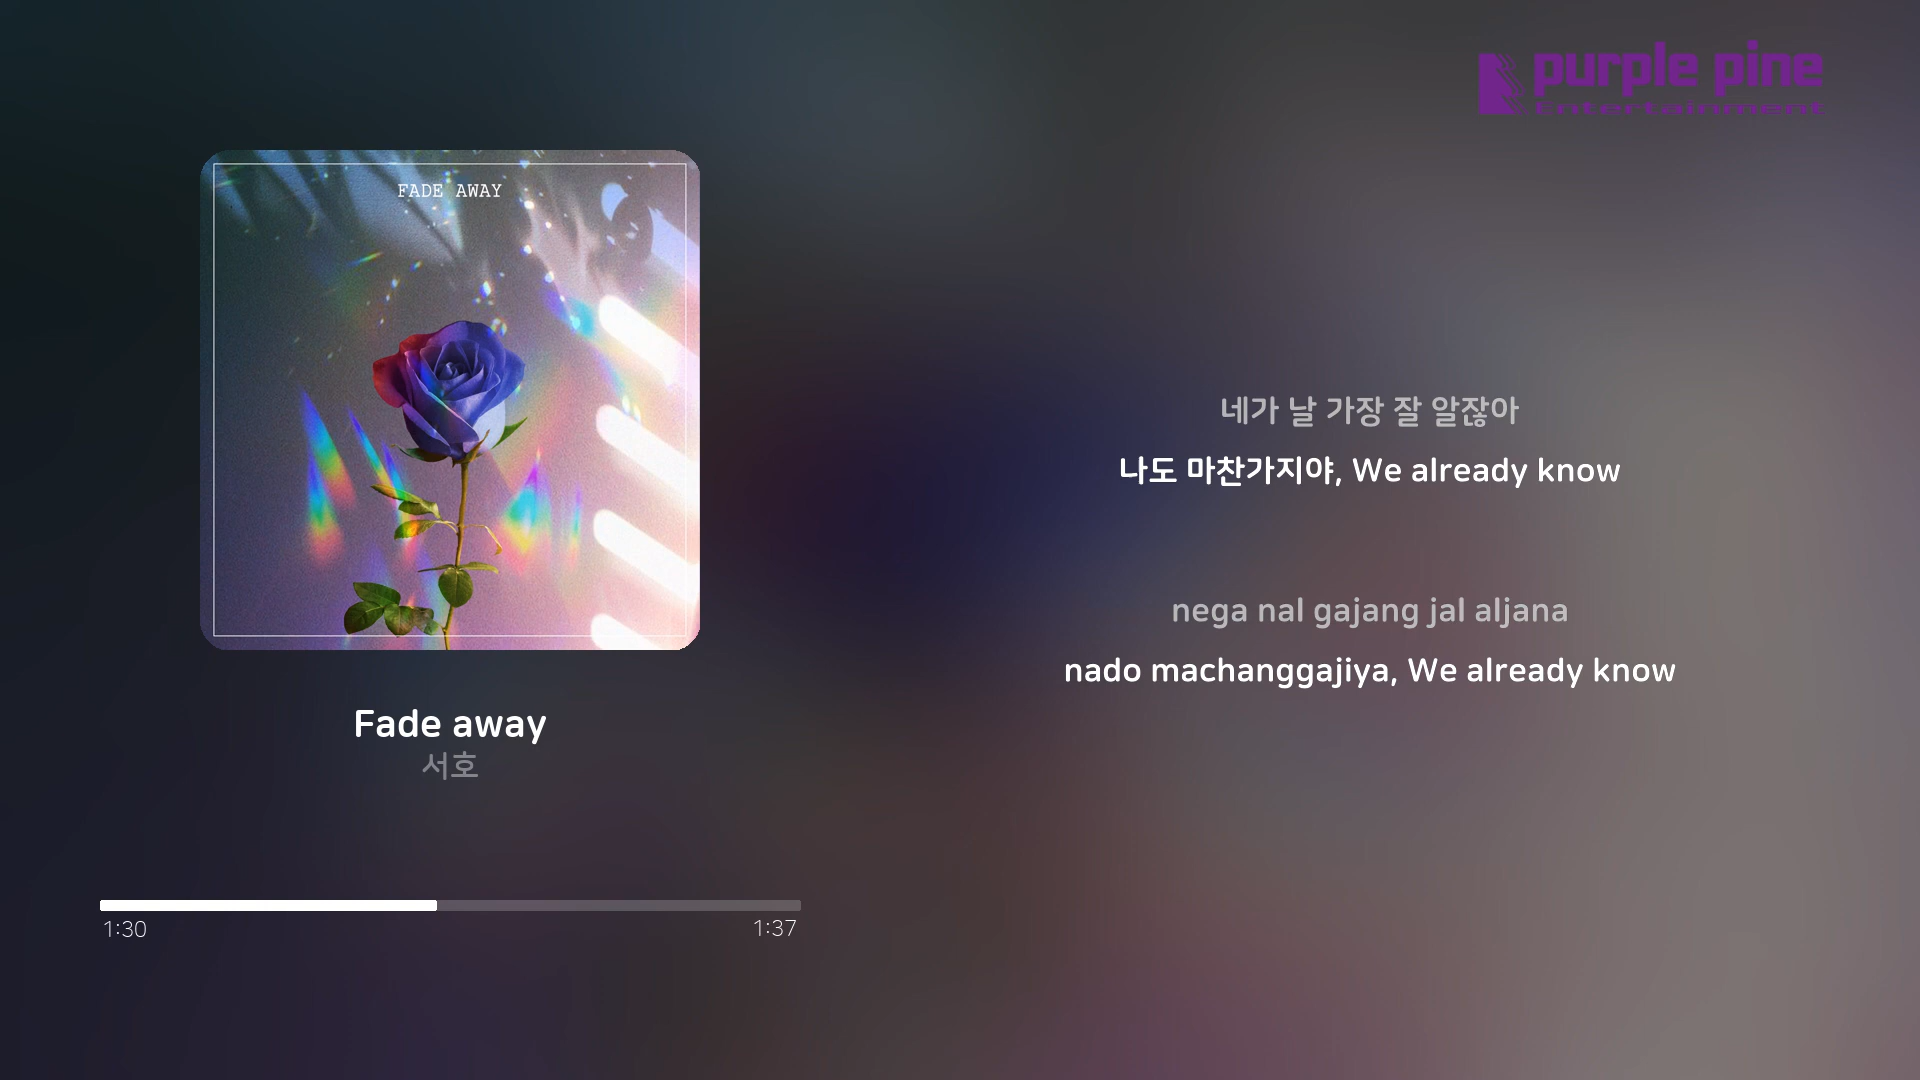 purple pine
Entertainment
FADE AWAY
Fade away
서호
1:30
1:37
네가 날 가장 잘 알잖아
나도 마찬가지야, We already know
nega nal gajang jal aljana
nado machanggajiya, We already know